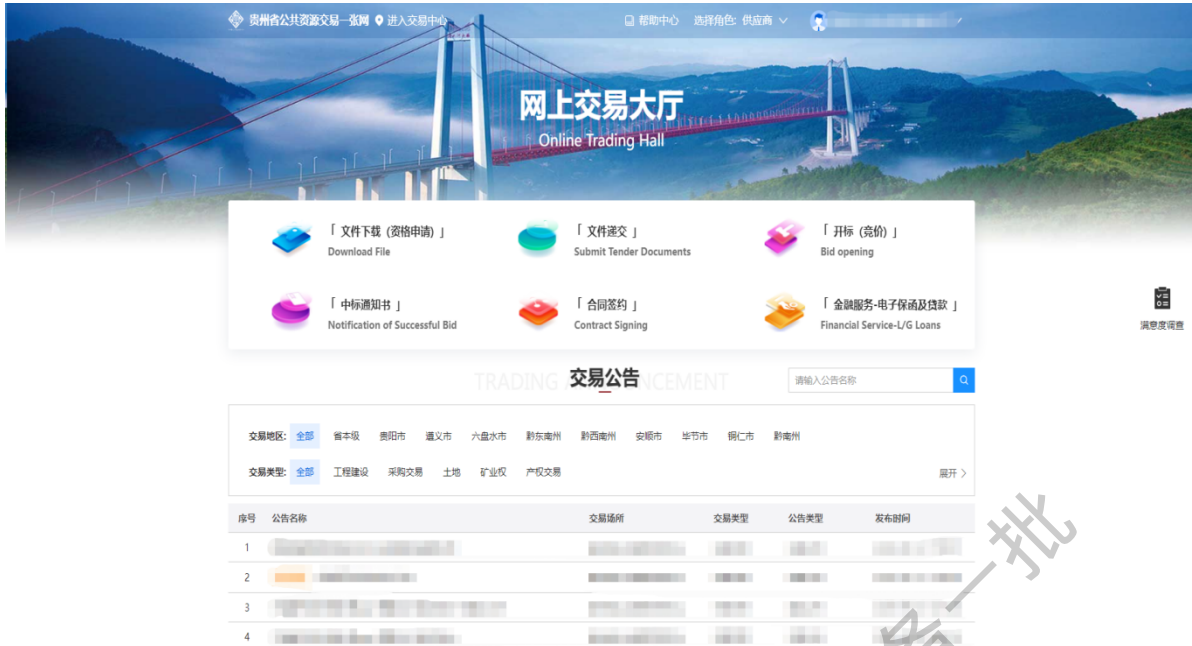 贵州省公共资源交易一张网 进入交易中心 帮助中心 选择角色: 供应商
网上交易大厅
Online Trading Hall
「 文件下载 (资格申请) 」 「 文件递交 」 「 开标 (竞价) 」
Download File Submit Tender Documents Bid opening
「 中标通知书 」 「 合同签约 」 「 金融服务-电子保函及贷款 」
Notification of Successful Bid Contract Signing Financial Service-L/G Loans
满意度调查
交易公告 请输入公告名称
交易地区: 全部 省本级 贵阳市 遵义市 六盘水市 黔东南州 黔西南州 安顺市 毕节市 铜仁市 黔南州
交易类型: 全部 工程建设 采购交易 土地 矿业权 产权交易 展开
序号 公告名称 交易场所 交易类型 公告类型 发布时间
1
2
3
4
一批